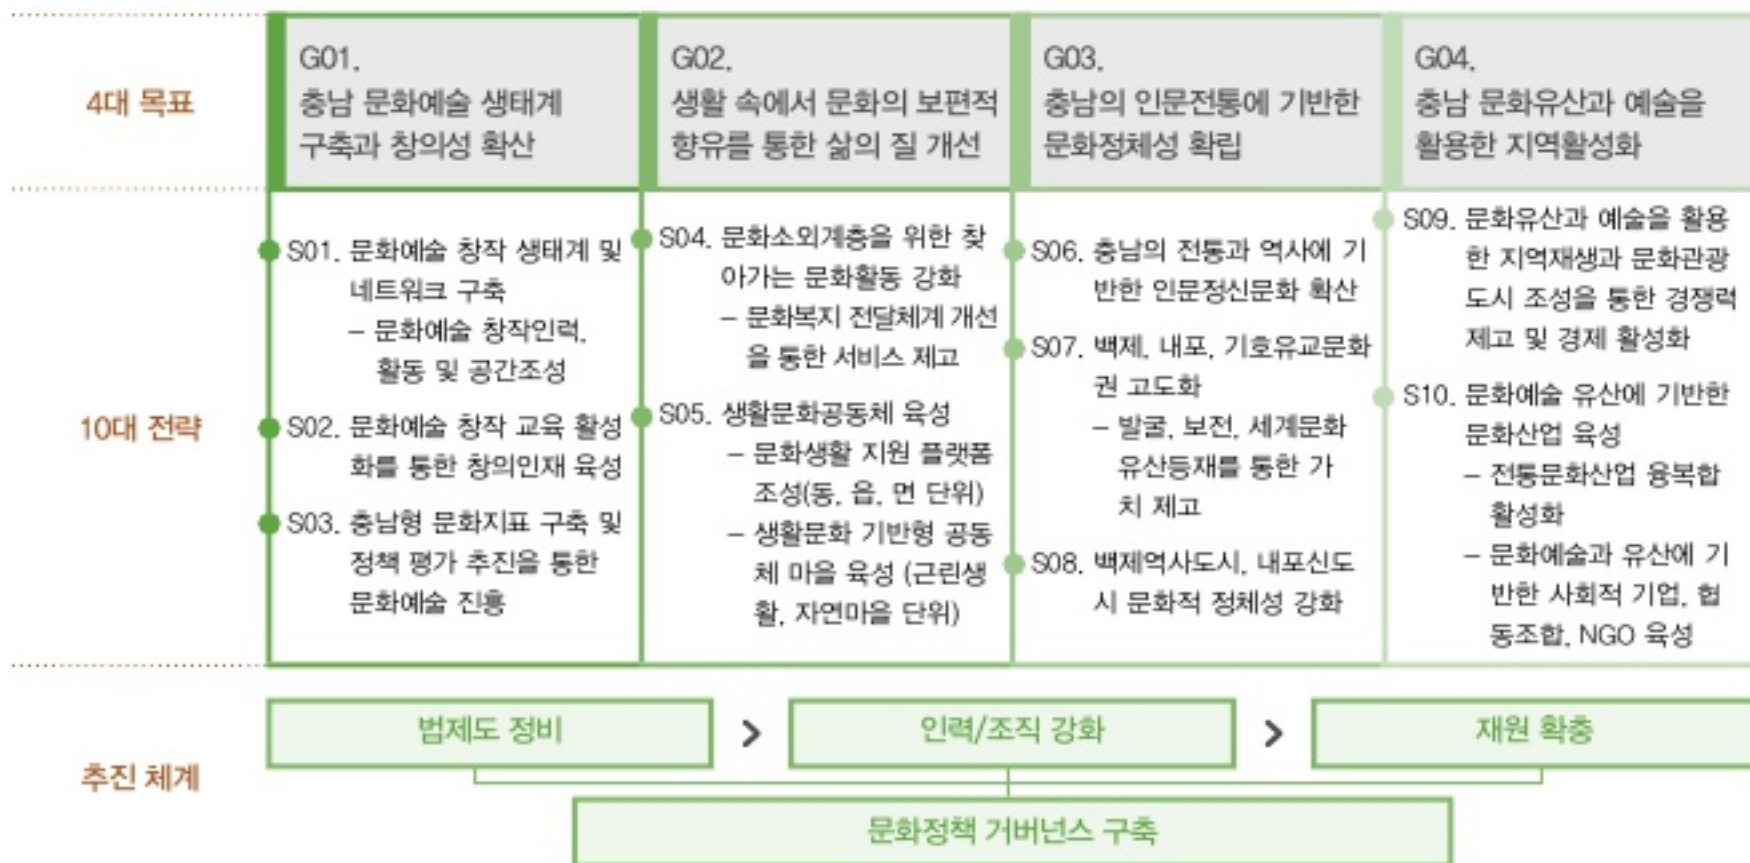 4대 목표
G01.
충남 문화예술 생태계
구축과 창의성 확산
G02.
생활 속에서 문화의 보편적
향유를 통한 삶의 질 개선
G03.
충남의 인문전통에 기반한
문화정체성 확립
G04.
충남 문화유산과 예술을
활용한 지역활성화
10대 전략
S01. 문화예술 창작 생태계 및
네트워크 구축
– 문화예술 창작인력,
활동 및 공간조성
S02. 문화예술 창작 교육 활성
화를 통한 창의인재 육성
S03. 충남형 문화지표 구축 및
정책 평가 추진을 통한
문화예술 진흥
S04. 문화소외계층을 위한 찾
아가는 문화활동 강화
– 문화복지 전달체계 개선
을 통한 서비스 제고
S05. 생활문화공동체 육성
– 문화생활 지원 플랫폼
조성(동, 읍, 면 단위)
– 생활문화 기반형 공동
체 마을 육성 (근린생
활, 자연마을 단위)
S06. 충남의 전통과 역사에 기
반한 인문정신문화 확산
S07. 백제, 내포, 기호유교문화
권 고도화
– 발굴, 보전, 세계문화
유산등재를 통한 가
치 제고
S08. 백제역사도시, 내포신도
시 문화적 정체성 강화
S09. 문화유산과 예술을 활용
한 지역재생과 문화관광
도시 조성을 통한 경쟁력
제고 및 경제 활성화
S10. 문화예술 유산에 기반한
문화산업 육성
– 전통문화산업 융복합
활성화
– 문화예술과 유산에 기
반한 사회적 기업, 협
동조합, NGO 육성
추진 체계
법제도 정비
>
인력/조직 강화
>
재원 확충
문화정책 거버넌스 구축